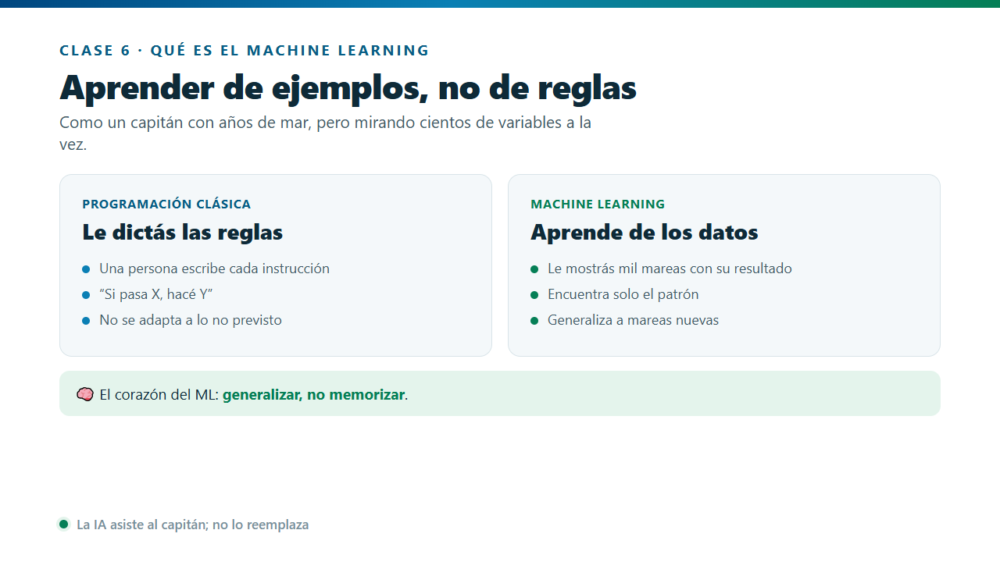 CLASE 6 · QUÉ ES EL MACHINE LEARNING
Aprender de ejemplos, no de reglas
Como un capitán con años de mar, pero mirando cientos de variables a la
vez.
PROGRAMACIÓN CLÁSICA
Le dictás las reglas
Una persona escribe cada instrucción
“Si pasa X, hacé Y”
No se adapta a lo no previsto
MACHINE LEARNING
Aprende de los datos
Le mostrás mil mareas con su resultado
Encuentra solo el patrón
Generaliza a mareas nuevas
🧠 El corazón del ML: generalizar, no memorizar.
La IA asiste al capitán; no lo reemplaza